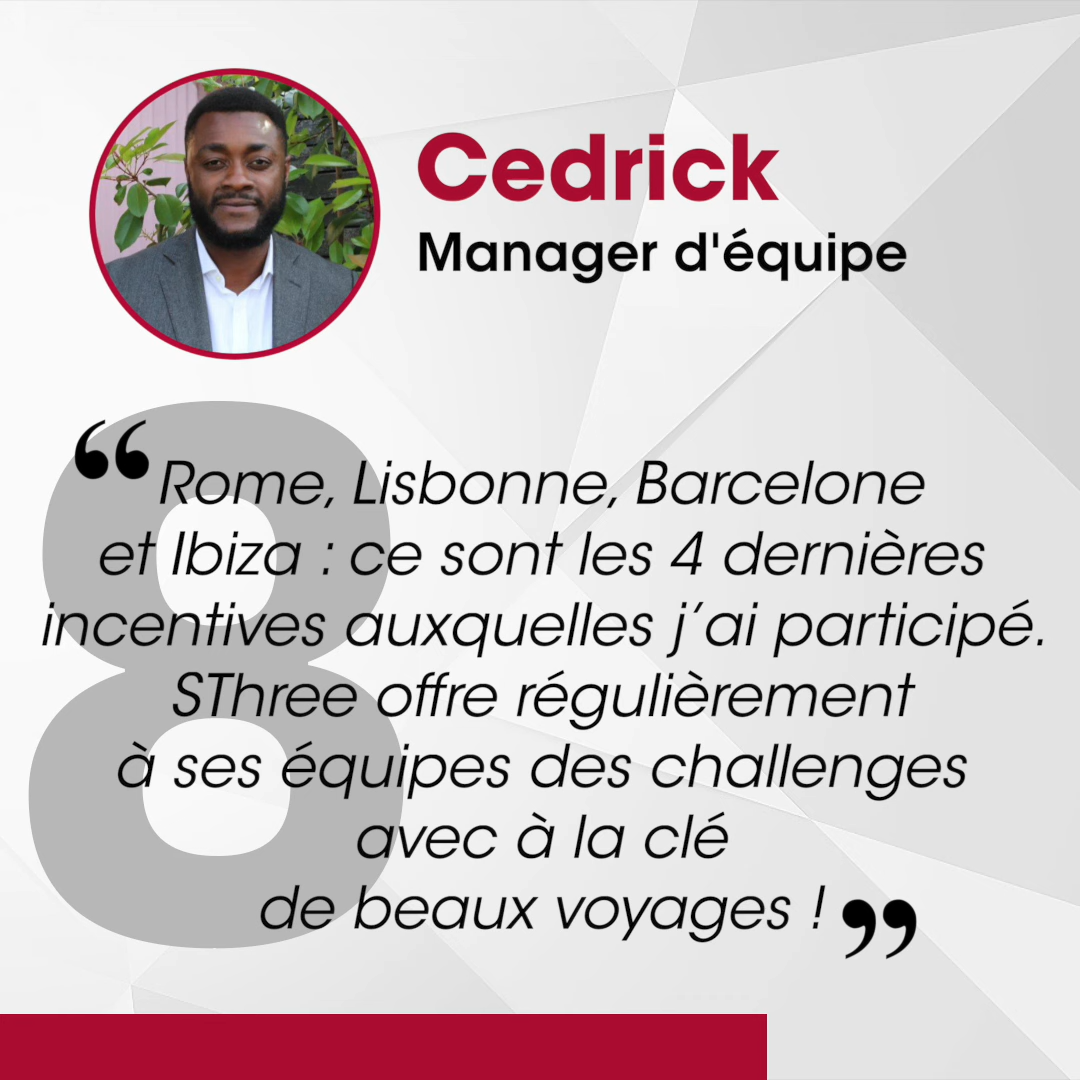 Cedrick
Manager d'équipe
8
“Rome, Lisbonne, Barcelone
et Ibiza : ce sont les 4 dernières
incentives auxquelles j’ai participé.
SThree offre régulièrement
à ses équipes des challenges
avec à la clé
de beaux voyages !”